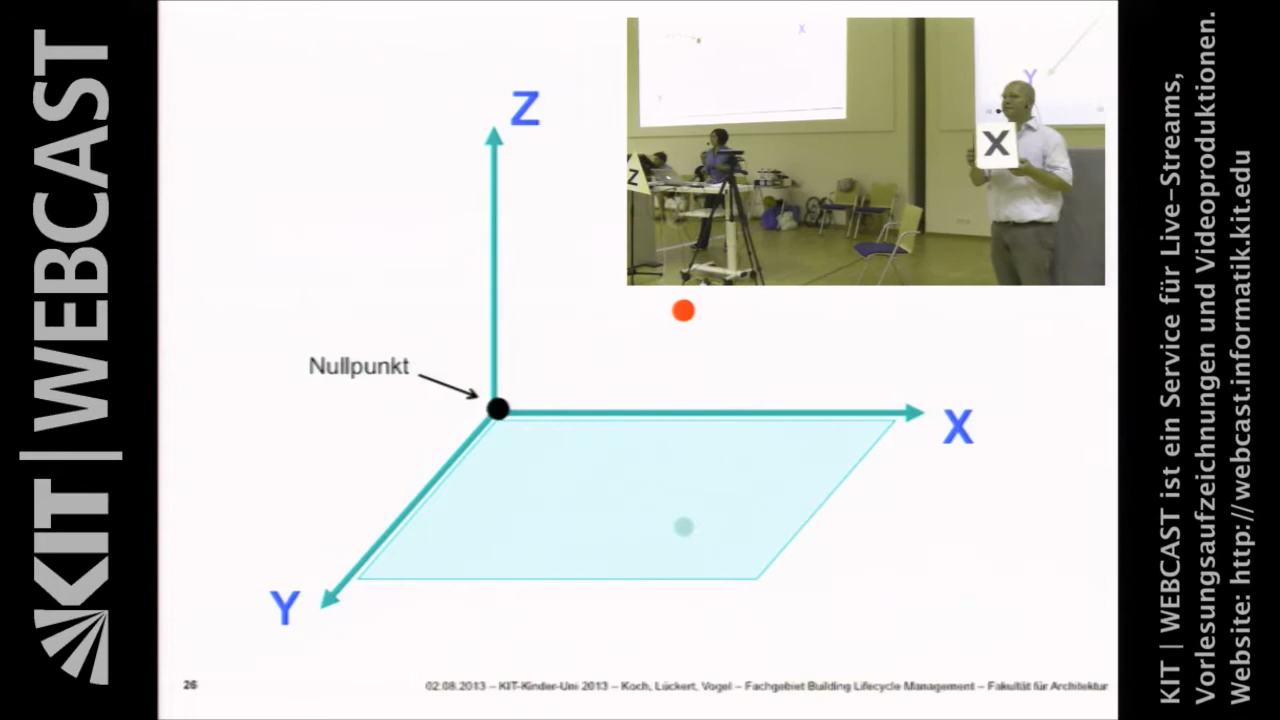 KIT | WEBCAST
Z
X
Y
X
Z
Nullpunkt
X
Y
26
02.08.2013 – KIT-Kinder-Uni 2013 – Koch, Lückert, Vogel – Fachgebiet Building Lifecycle Management – Fakultät für Architektur
KIT | WEBCAST ist ein Service für Live-Streams,
Vorlesungsaufzeichnungen und Videoproduktionen.
Website: http://webcast.informatik.kit.edu